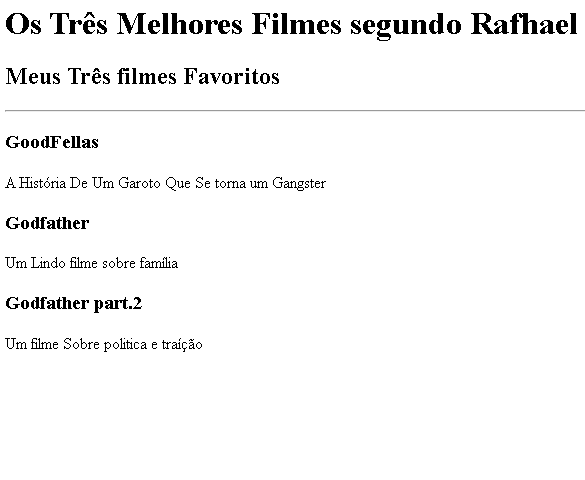 Os Três Melhores Filmes segundo Rafhael
Meus Três filmes Favoritos
GoodFellas
A História De Um Garoto Que Se torna um Gangster
Godfather
Um Lindo filme sobre familia
Godfather part.2
Um filme Sobre politica e traíção